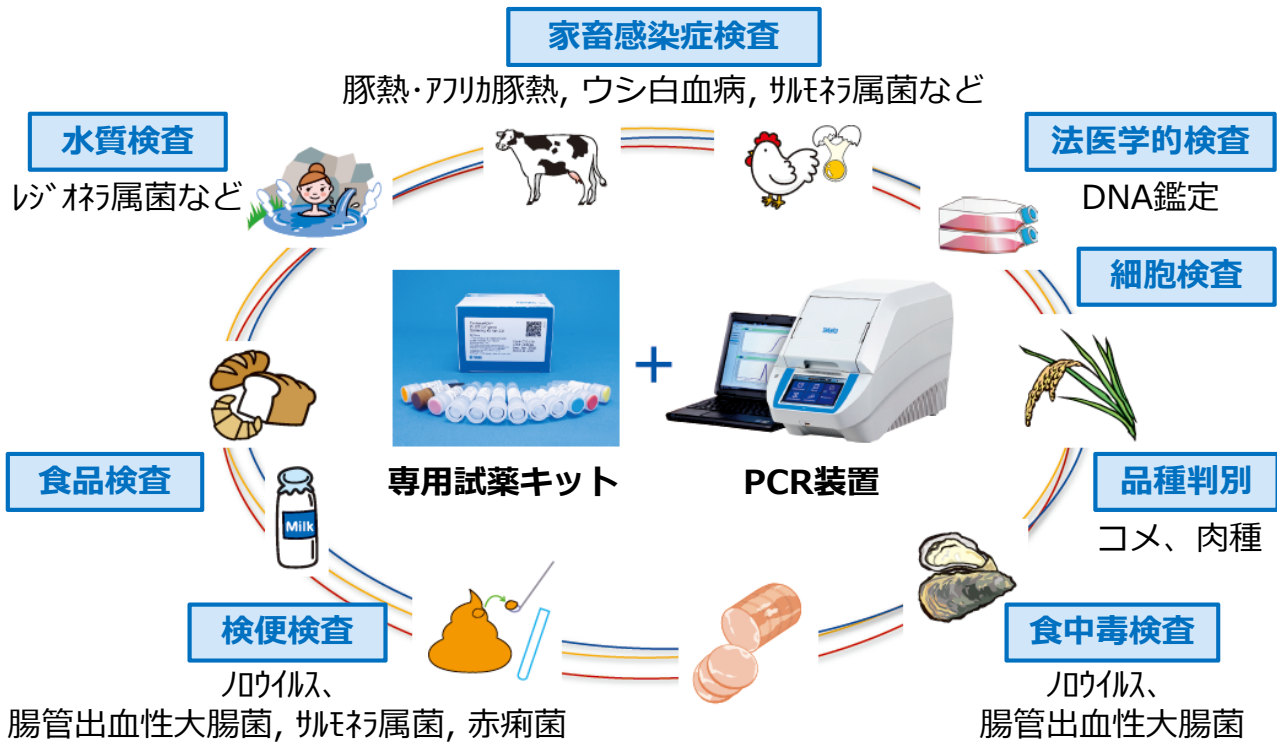 家畜感染症検査
豚熱･ｱﾌﾘｶ豚熱, ウシ白血病, ｻﾙﾓﾈﾗ属菌など
水質検査
ﾚｼﾞｵﾈﾗ属菌など
法医学的検査
DNA鑑定
細胞検査
+
専用試薬キット
PCR装置
食品検査
Milk
品種判別
コメ、肉種
検便検査
ﾉﾛｳｲﾙｽ、
腸管出血性大腸菌, ｻﾙﾓﾈﾗ属菌, 赤痢菌
食中毒検査
ﾉﾛｳｲﾙｽ、
腸管出血性大腸菌